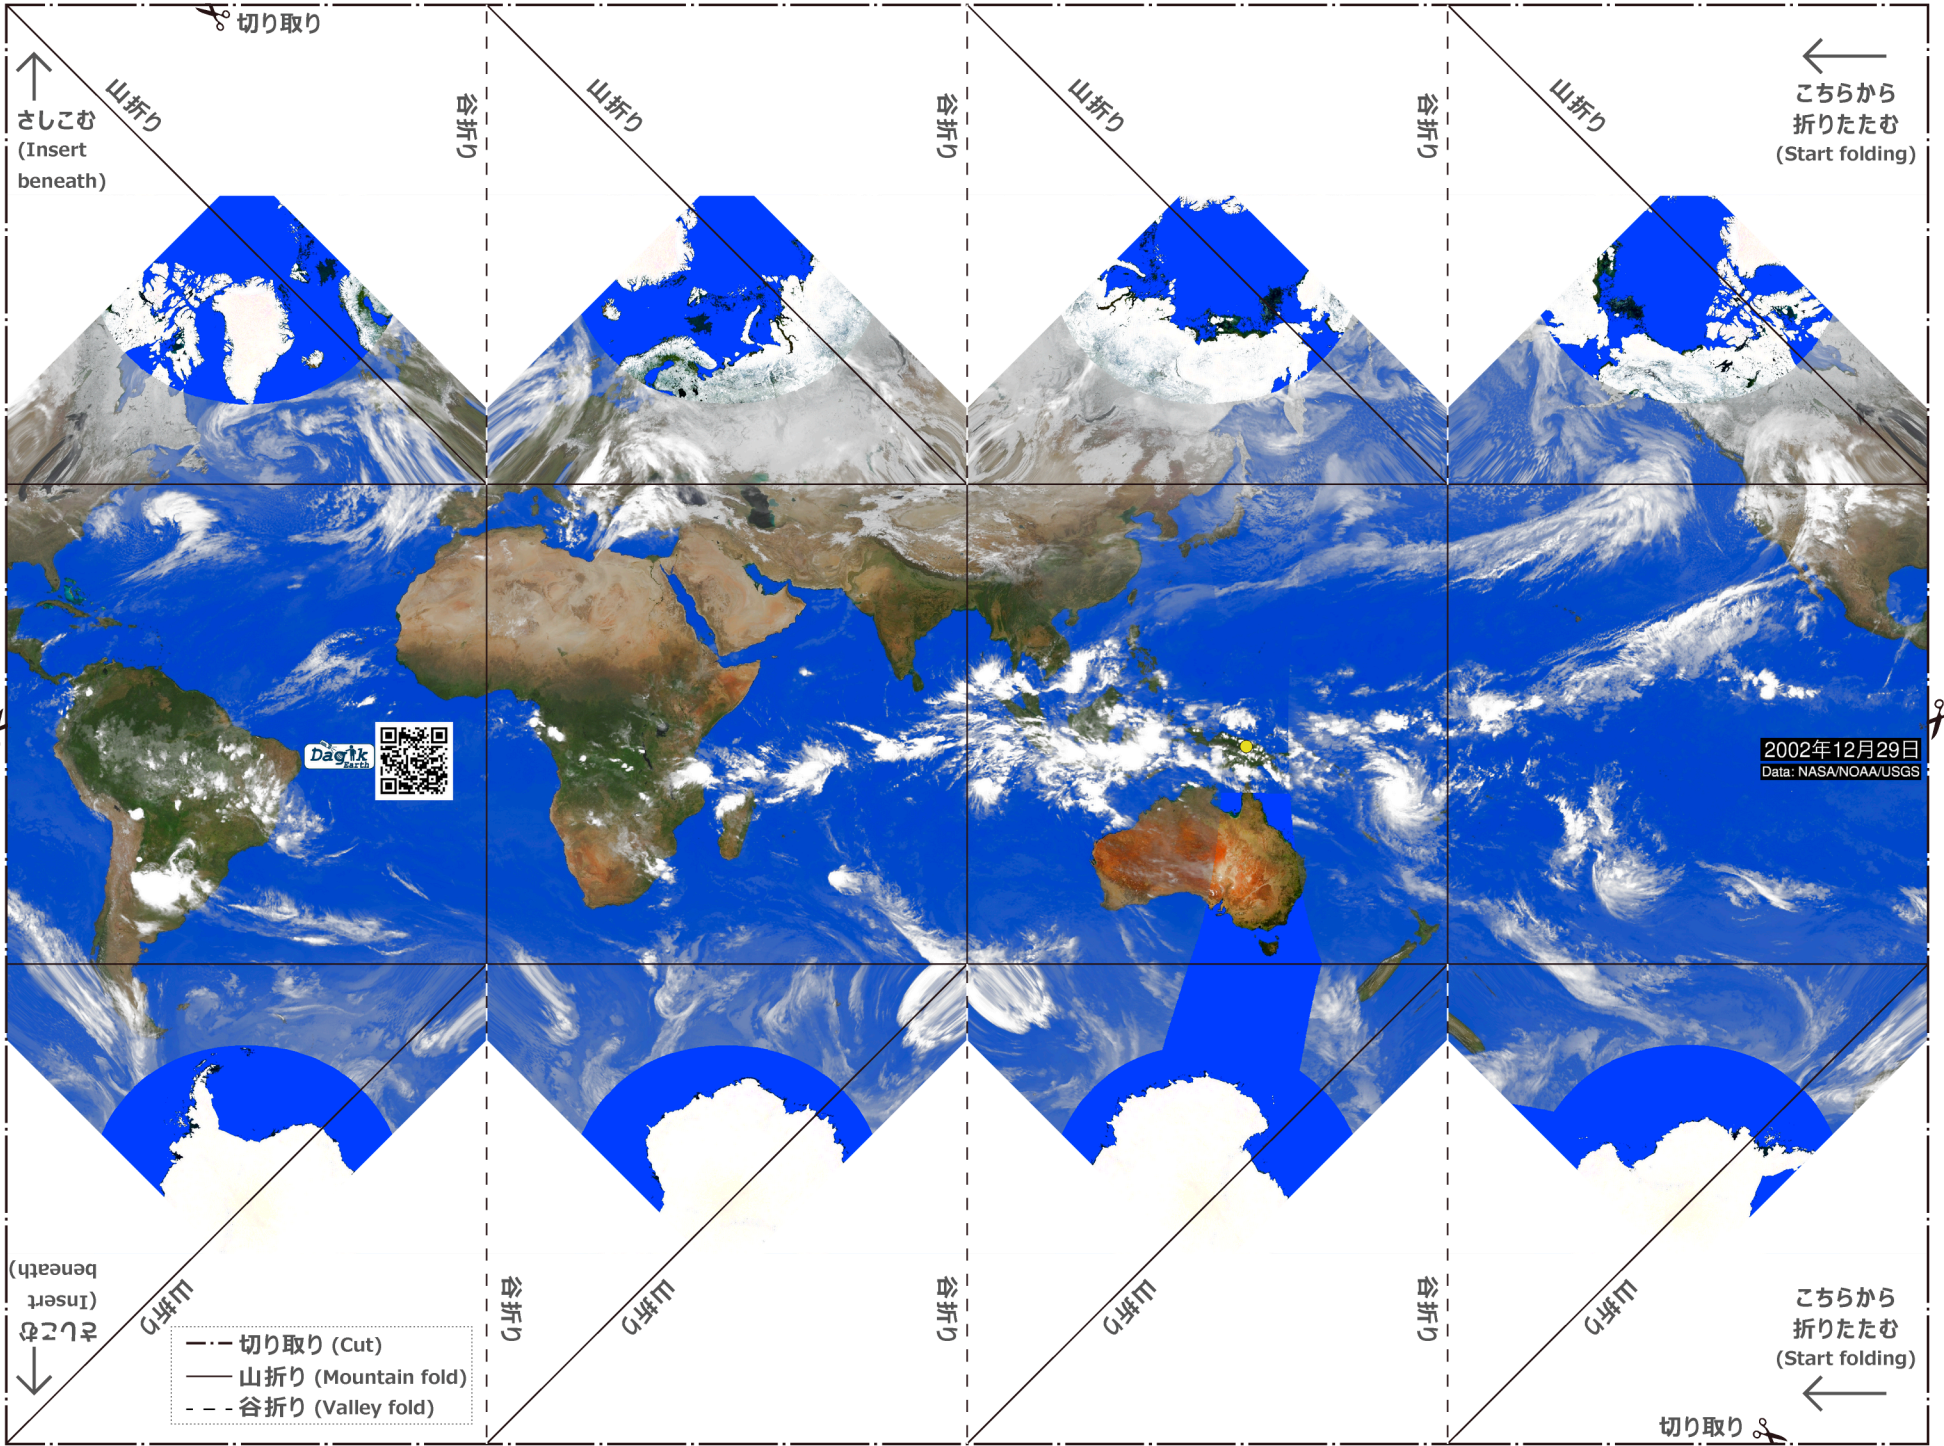 切り取り
山折り
谷折り
山折り
谷折り
山折り
谷折り
山折り
さしこむ
(Insert
beneath)
こちらから
折りたたむ
(Start folding)
Dagik
Earth
2002年12月29日
Data: NASA/NOAA/USGS
さしこむ
(Insert
beneath)
山折り
谷折り
山折り
谷折り
山折り
谷折り
山折り
こちらから
折りたたむ
(Start folding)
切り取り (Cut)
山折り (Mountain fold)
谷折り (Valley fold)
切り取り